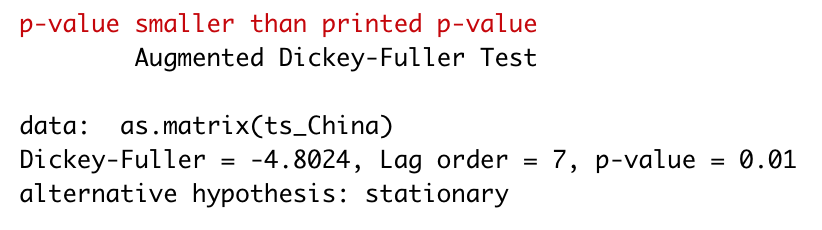 p-value smaller than printed p-value
Augmented Dickey-Fuller Test
data: as.matrix(ts_China)
Dickey-Fuller = -4.8024, Lag order = 7, p-value = 0.01
alternative hypothesis: stationary